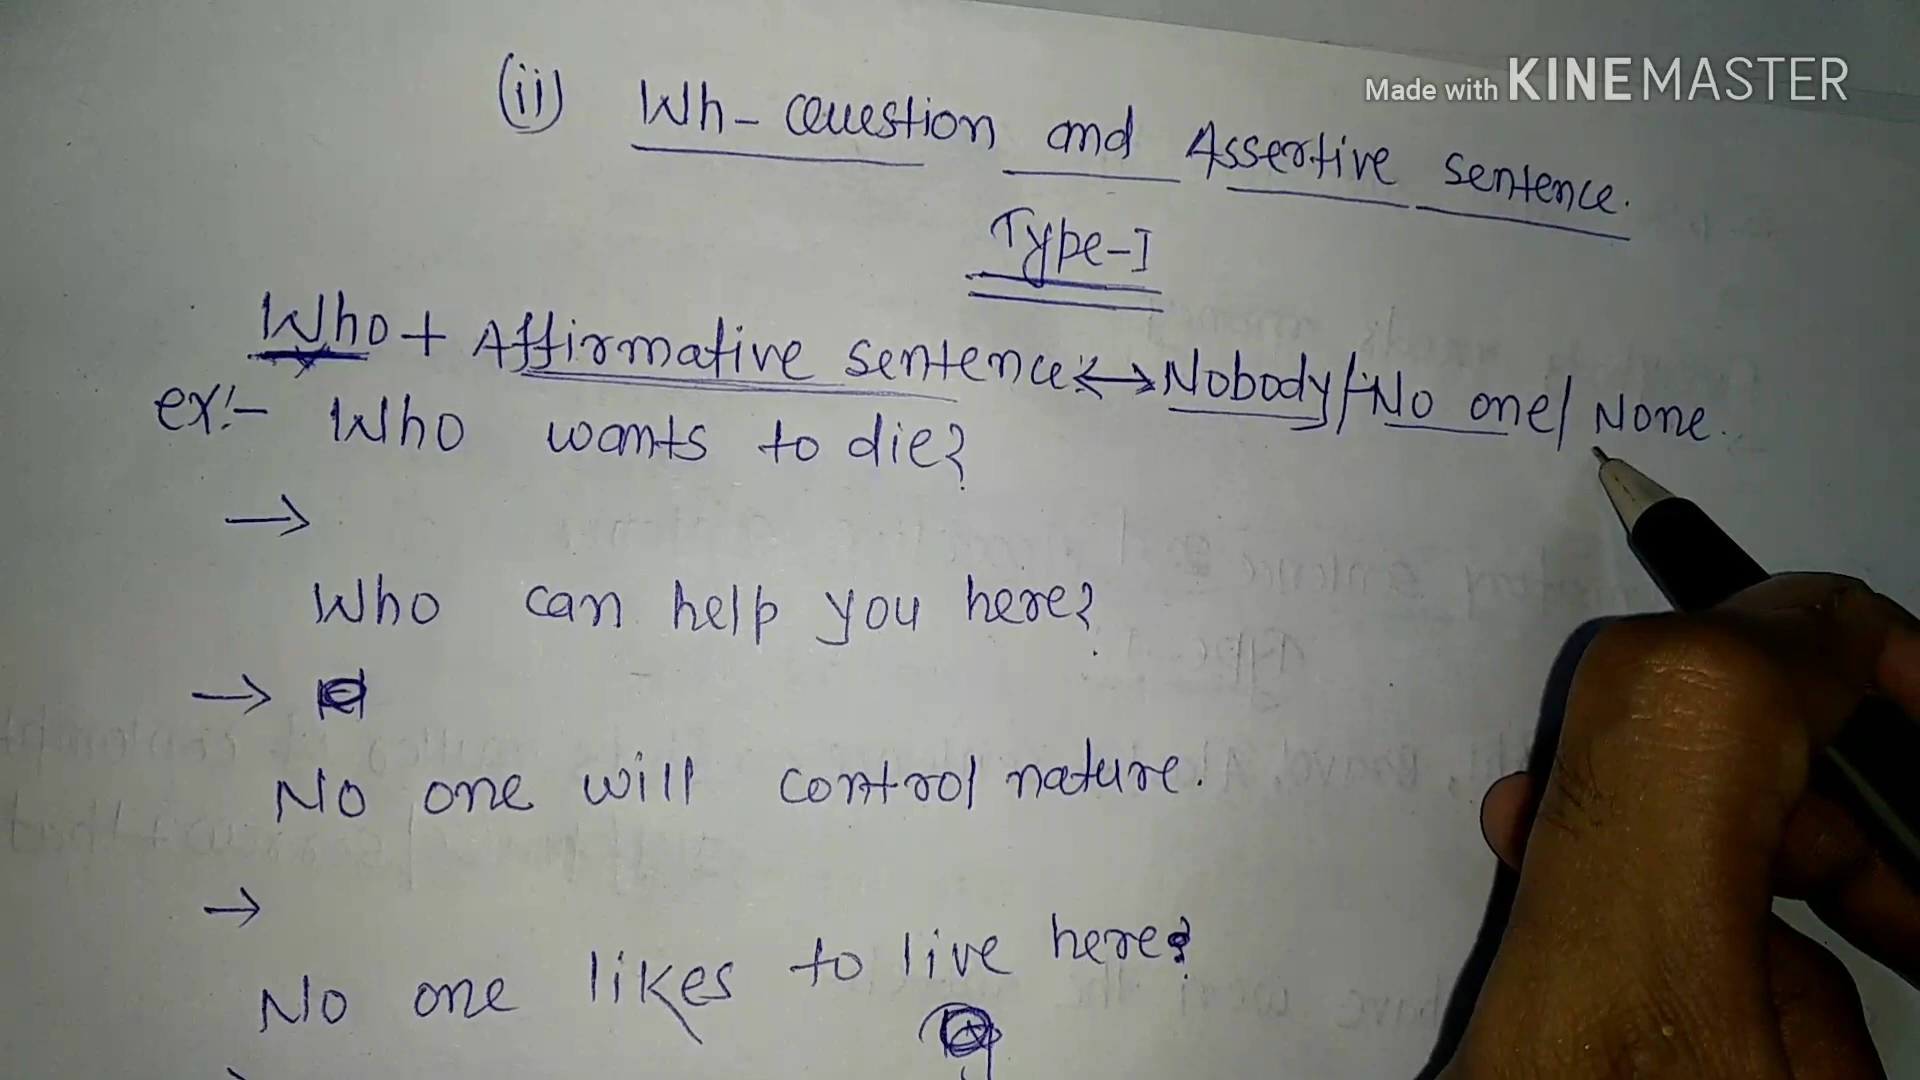 Made with KINEMASTER
(ii) Wh- Question and Assertive sentence.
Type-I
Who + Affirmative sentence ↔ Nobody/No one/ None.
ex:- Who wants to die?
→
Who can help you here?
→
No one will control nature.
→
No one likes to live here?